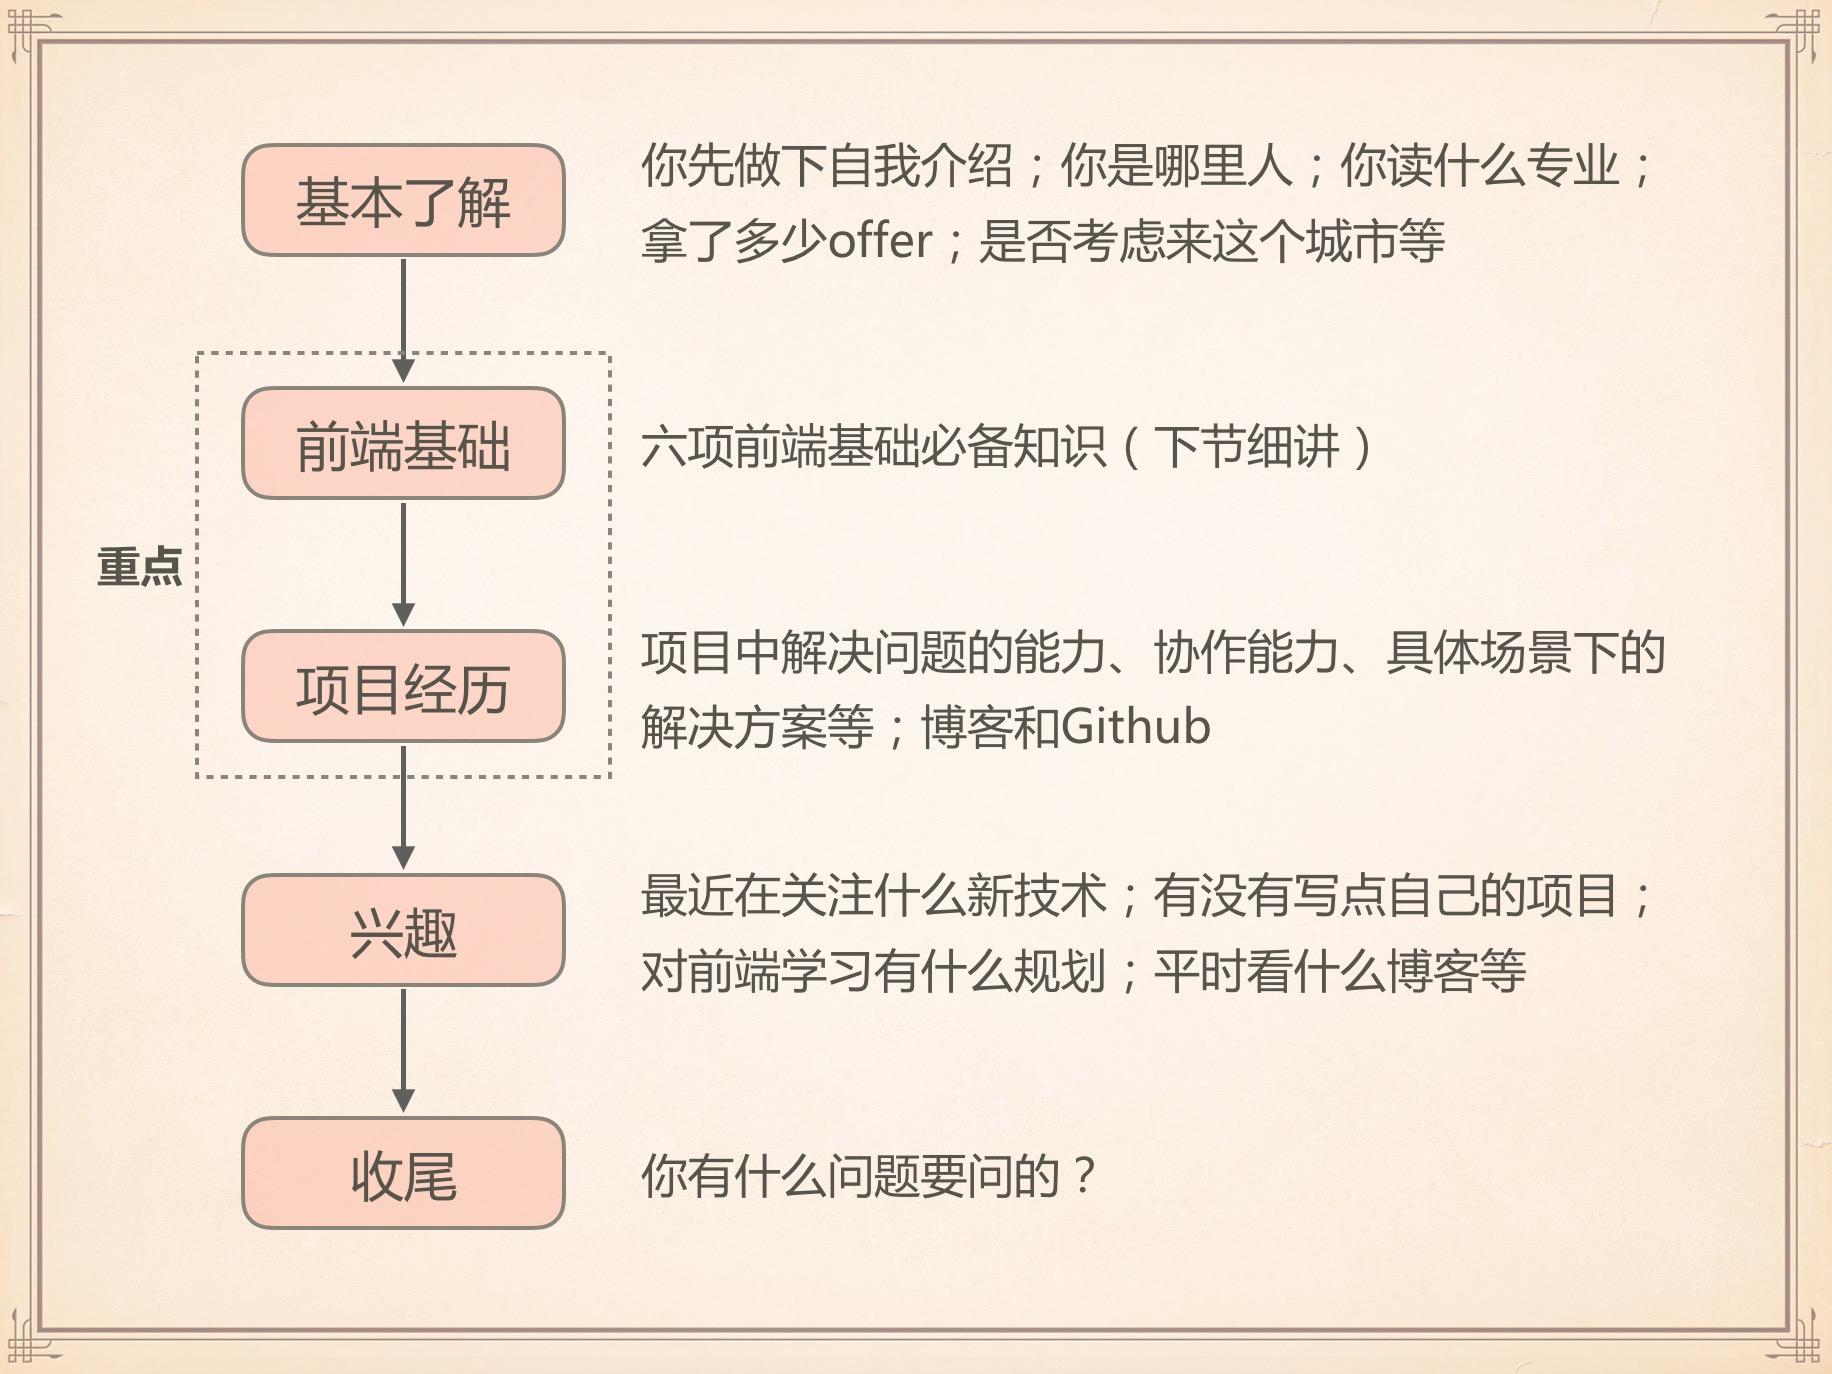 基本了解
你先做下自我介绍；你是哪里人；你读什么专业；
拿了多少offer；是否考虑来这个城市等
前端基础
六项前端基础必备知识（下节细讲）
重点
项目经历
项目中解决问题的能力、协作能力、具体场景下的
解决方案等；博客和Github
兴趣
最近在关注什么新技术；有没有写点自己的项目；
对前端学习有什么规划；平时看什么博客等
收尾
你有什么问题要问的？